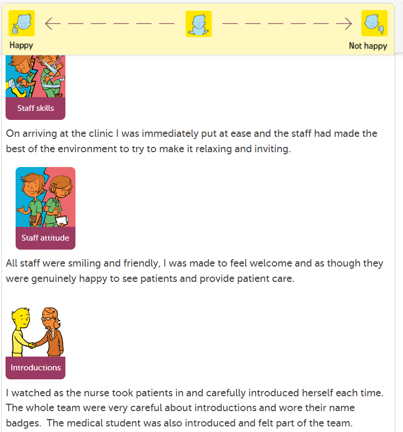 Happy
Not happy
Staff skills
On arriving at the clinic I was immediately put at ease and the staff had made the
best of the environment to try to make it relaxing and inviting.
Staff attitude
All staff were smiling and friendly, I was made to feel welcome and as though they
were genuinely happy to see patients and provide patient care.
Introductions
I watched as the nurse took patients in and carefully introduced herself each time.
The whole team were very careful about introductions and wore their name
badges.  The medical student was also introduced and felt part of the team.